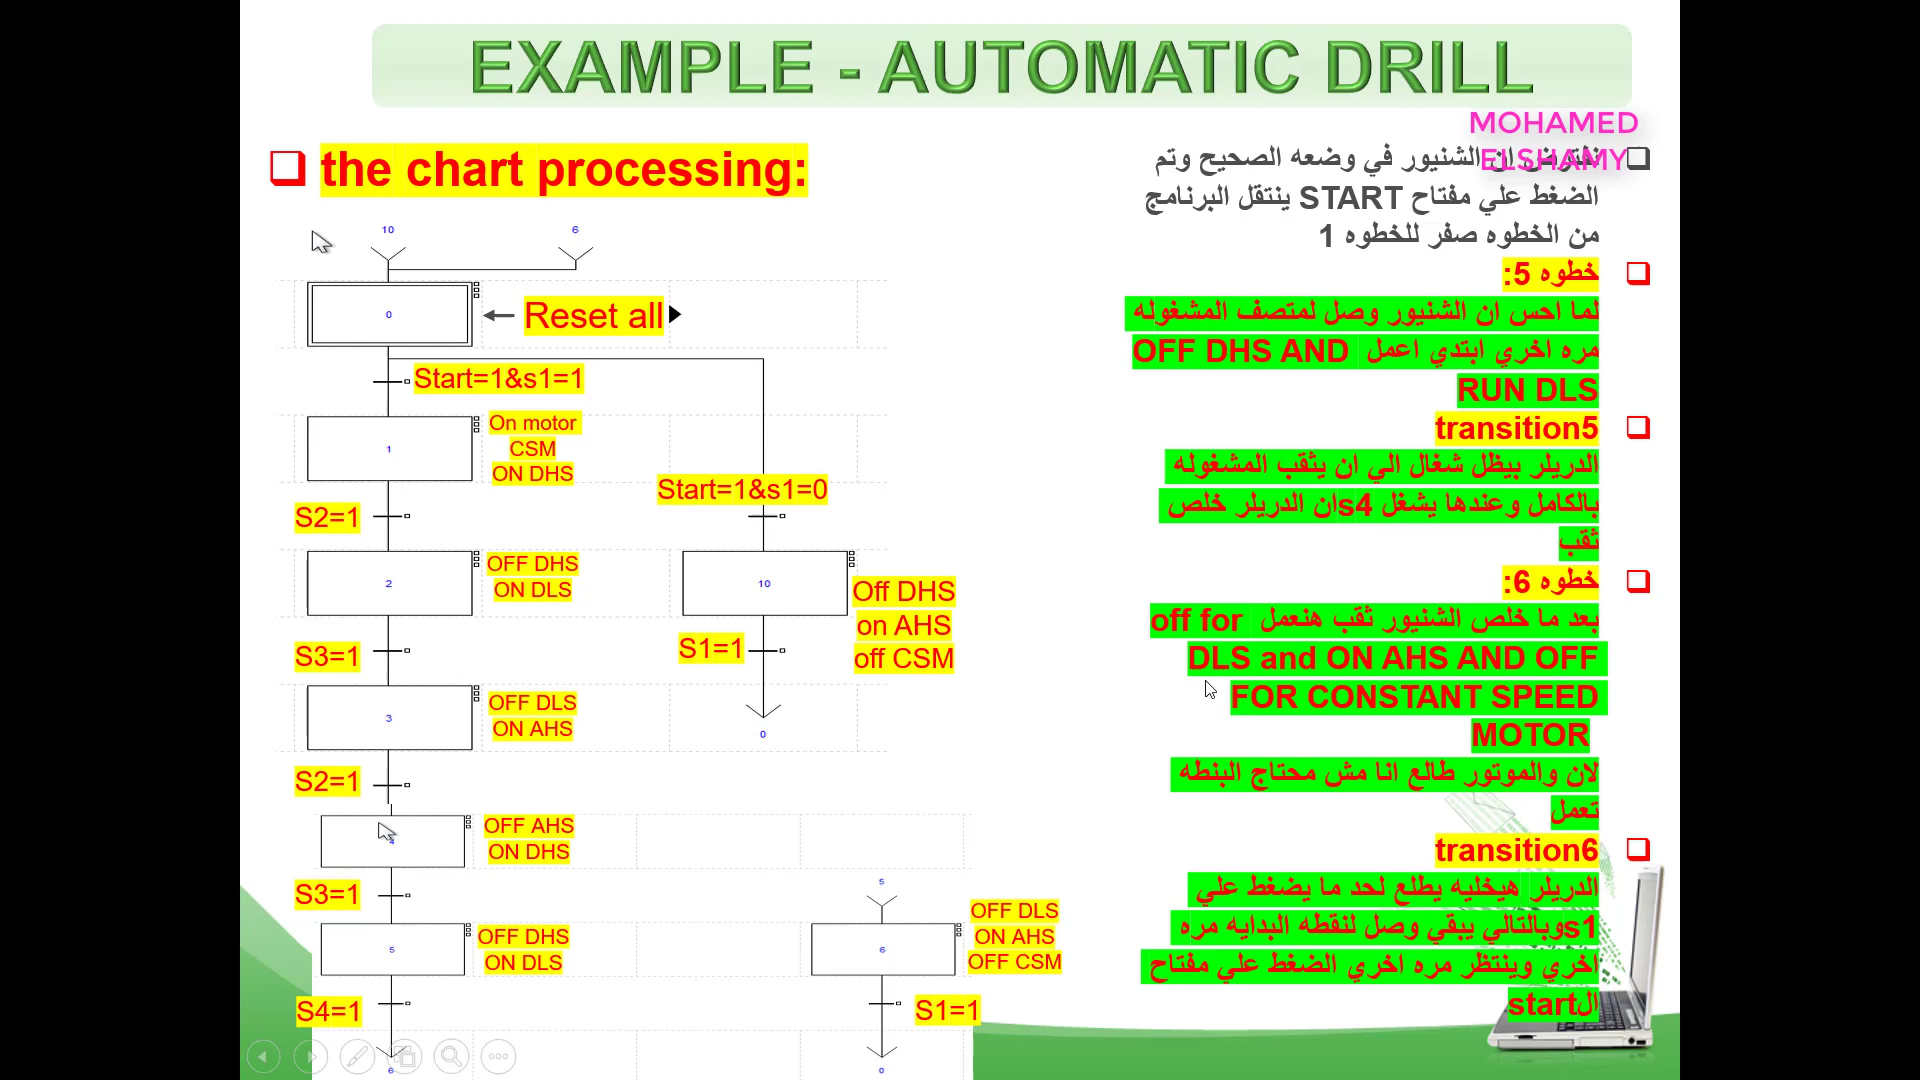 EXAMPLE - AUTOMATIC DRILL
MOHAMED
ELSHAMY
the chart processing:
10
6
0
Reset all
Start=1&s1=1
1
On motor
CSM
ON DHS
Start=1&s1=0
S2=1
2
OFF DHS
ON DLS
10
Off DHS
on AHS
off CSM
S3=1
S1=1
3
OFF DLS
ON AHS
0
S2=1
4
OFF AHS
ON DHS
S3=1
5
5
OFF DHS
ON DLS
6
OFF DLS
ON AHS
OFF CSM
S4=1
S1=1
6
0
نفترض ان الشنيور في وضعه الصحيح وتم
الضغط علي مفتاح START ينتقل البرنامج
من الخطوه صفر للخطوه 1
خطوه 5:
لما احس ان الشنيور وصل لمتصف المشغوله
مره اخري ابتدي اعمل OFF DHS AND
RUN DLS
transition5
الدريلر بيظل شغال الي ان يثقب المشغوله
بالكامل وعندها يشغل s4ان الدريلر خلص
ثقب
خطوه 6:
بعد ما خلص الشنيور ثقب هنعمل off for
DLS and ON AHS AND OFF
FOR CONSTANT SPEED
MOTOR
لان والموتور طالع انا مش محتاج البنطه
تعمل
transition6
الدريلر هيخليه يطلع لحد ما يضغط علي
s1وبالتالي يبقي وصل لنقطه البدايه مره
اخري وينتظر مره اخري الضغط علي مفتاح
الstart